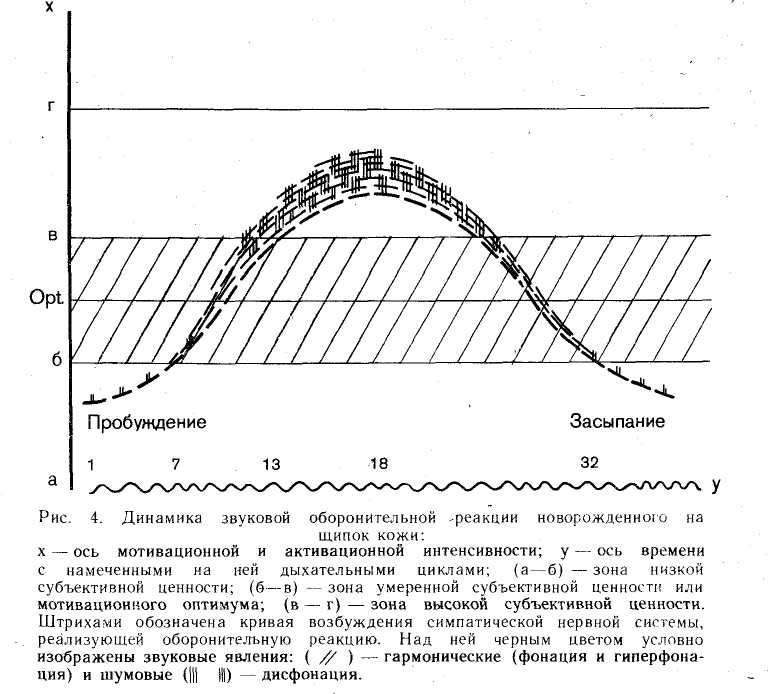 х
г
в
Opt.
б
Пробуждение Засыпание
1 7 13 18 32
а у
Рис. 4. Динамика звуковой оборонительной реакции новорожденного на
щипок кожи:
х — ось мотивационной и активационной интенсивности; у — ось времени
с намеченными на ней дыхательными циклами; (а—б) — зона низкой
субъективной ценности; (б—в) — зона умеренной субъективной ценности или
мотивационного оптимума; (в — г) — зона высокой субъективной ценности.
Штрихами обозначена кривая возбуждения симпатической нервной системы,
реализующей оборонительную реакцию. Над ней черным цветом условно
изображены звуковые явления: ( // ) — гармонические (фонация и гиперфона-
ция) и шумовые (||| |||) — дисфонация.